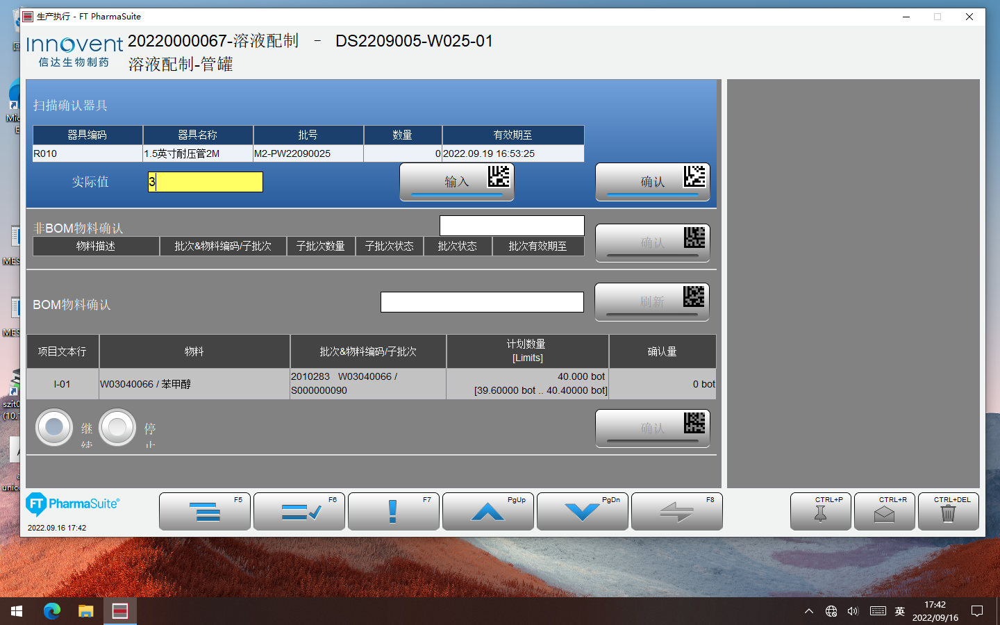 生产执行 - FT PharmaSuite
Innovent
信达生物制药
20220000067-溶液配制 - DS2209005-W025-01
溶液配制-管罐
扫描确认器具
器具编码 器具名称 批号 数量 有效期至
R010 1.5英寸耐压管2M M2-PW22090025 0 2022.09.19 16:53:25
实际值 3 输入 确认
非BOM物料确认
物料描述 批次&物料编码/子批次 子批次数量 子批次状态 批次状态 批次有效期至
确认
BOM物料确认 刷新
项目文本行 物料 批次&物料编码/子批次 计划数量 [Limits] 确认量
I-01 W03040066 / 苯甲醇 2010283 W03040066 / S000000090 40.000 bot [39.60000 bot .. 40.40000 bot] 0 bot
继续 停止 确认
FT PharmaSuite
2022.09.16 17:42
F5 F6 F7 PgUp PgDn F8 CTRL+P CTRL+R CTRL+DEL
MES
MES
szit
(10.
unic
英
17:42
2022/09/16